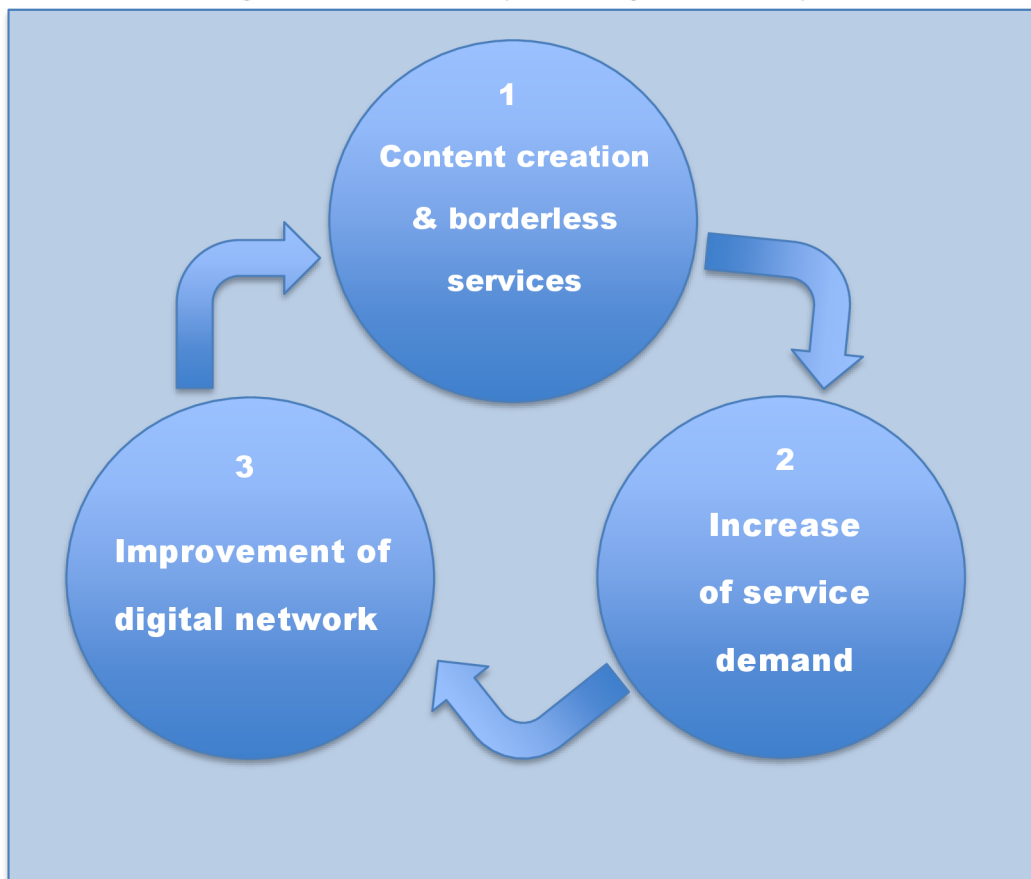 1
Content creation
& borderless
services
2
Increase
of service
demand
3
Improvement of
digital network